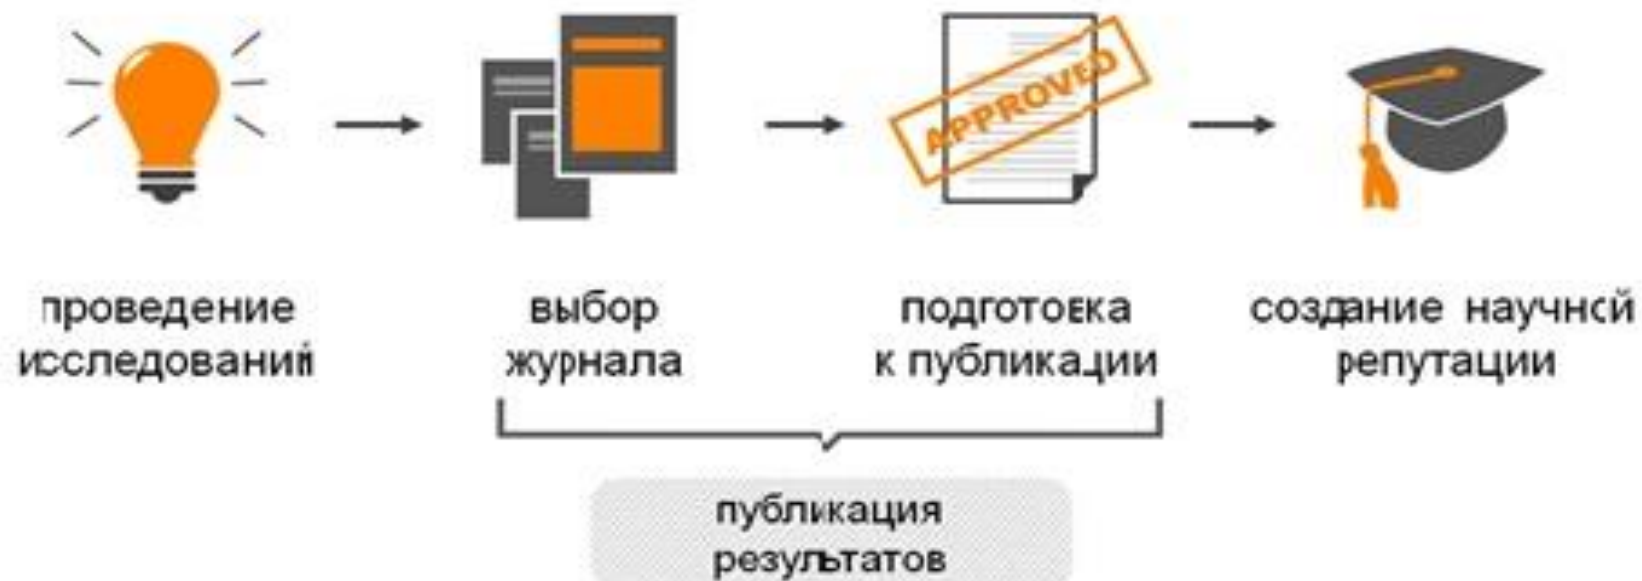 APPROVED
проведение
исследований
выбор
журнала
подготовка
к публикации
создание научной
репутации
публикация
результатов